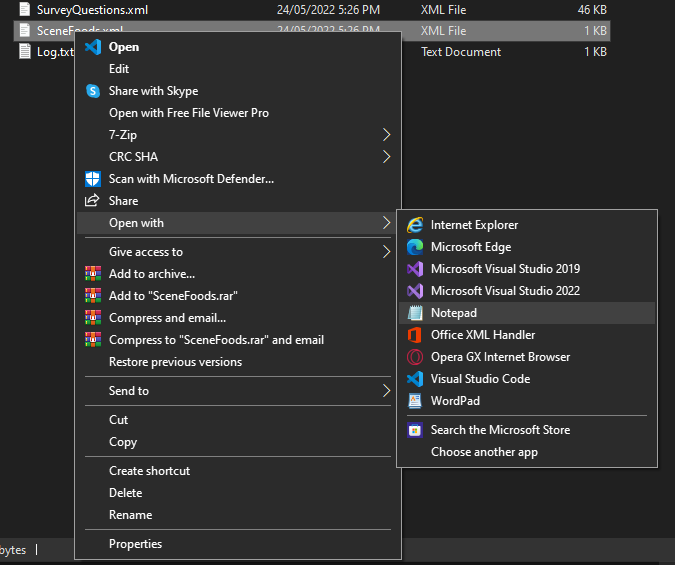 SurveyQuestions.xml 24/05/2022 5:26 PM XML File 46 KB
SceneFoods.xml 24/05/2022 5:26 PM XML File 1 KB
Log.txt Text Document 1 KB
Open
Edit
Share with Skype
Open with Free File Viewer Pro
7-Zip
CRC SHA
Scan with Microsoft Defender...
Share
Open with
Give access to
Add to archive...
Add to "SceneFoods.rar"
Compress and email...
Compress to "SceneFoods.rar" and email
Restore previous versions
Send to
Cut
Copy
Create shortcut
Delete
Rename
Properties
Internet Explorer
Microsoft Edge
Microsoft Visual Studio 2019
Microsoft Visual Studio 2022
Notepad
Office XML Handler
Opera GX Internet Browser
Visual Studio Code
WordPad
Search the Microsoft Store
Choose another app
bytes